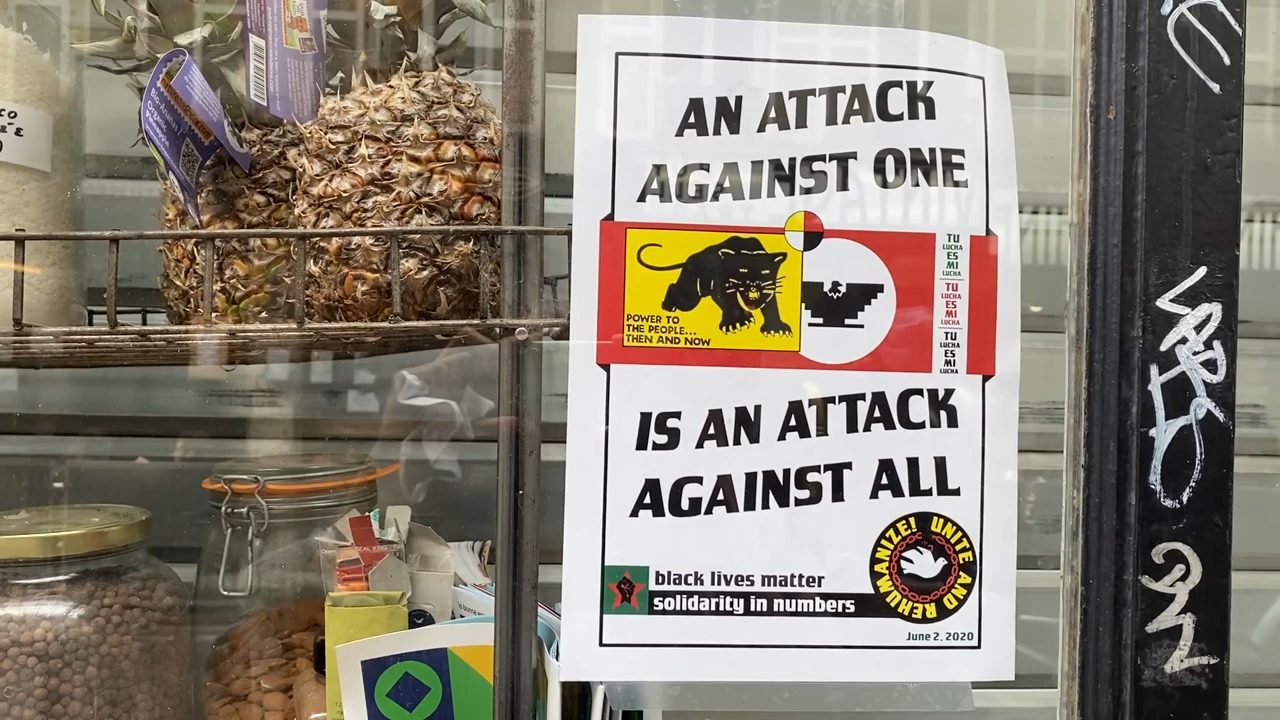 AN ATTACK
AGAINST ONE
POWER TO
THE PEOPLE...
THEN AND NOW
TU
LUCHA
ES
MI
LUCHA
TU
LUCHA
ES
MI
LUCHA
TU
LUCHA
ES
MI
LUCHA
IS AN ATTACK
AGAINST ALL
REHUMANIZE! UNITE AND
black lives matter
solidarity in numbers
June 2, 2020